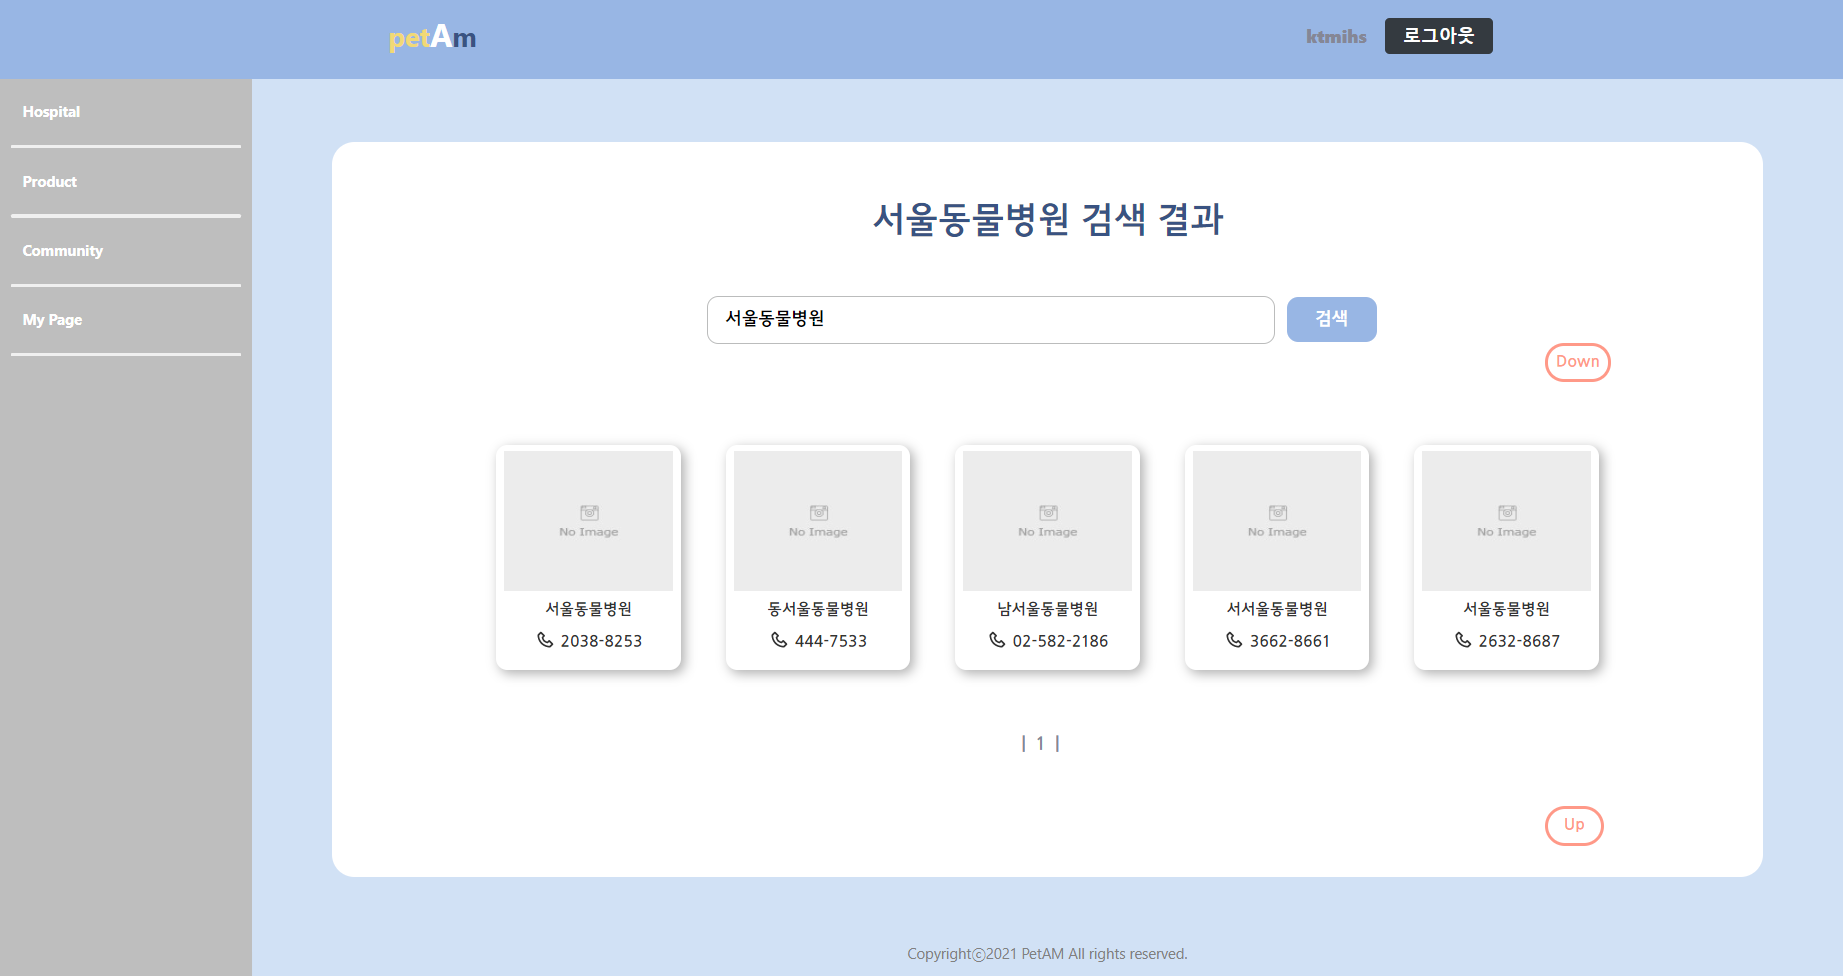 petAm
ktmihs 로그아웃
Hospital
Product
Community
My Page
서울동물병원 검색 결과
서울동물병원 검색
Down
No Image
서울동물병원
2038-8253
No Image
동서울동물병원
444-7533
No Image
남서울동물병원
02-582-2186
No Image
서서울동물병원
3662-8661
No Image
서울동물병원
2632-8687
| 1 |
Up
Copyrightⓒ2021 PetAM All rights reserved.